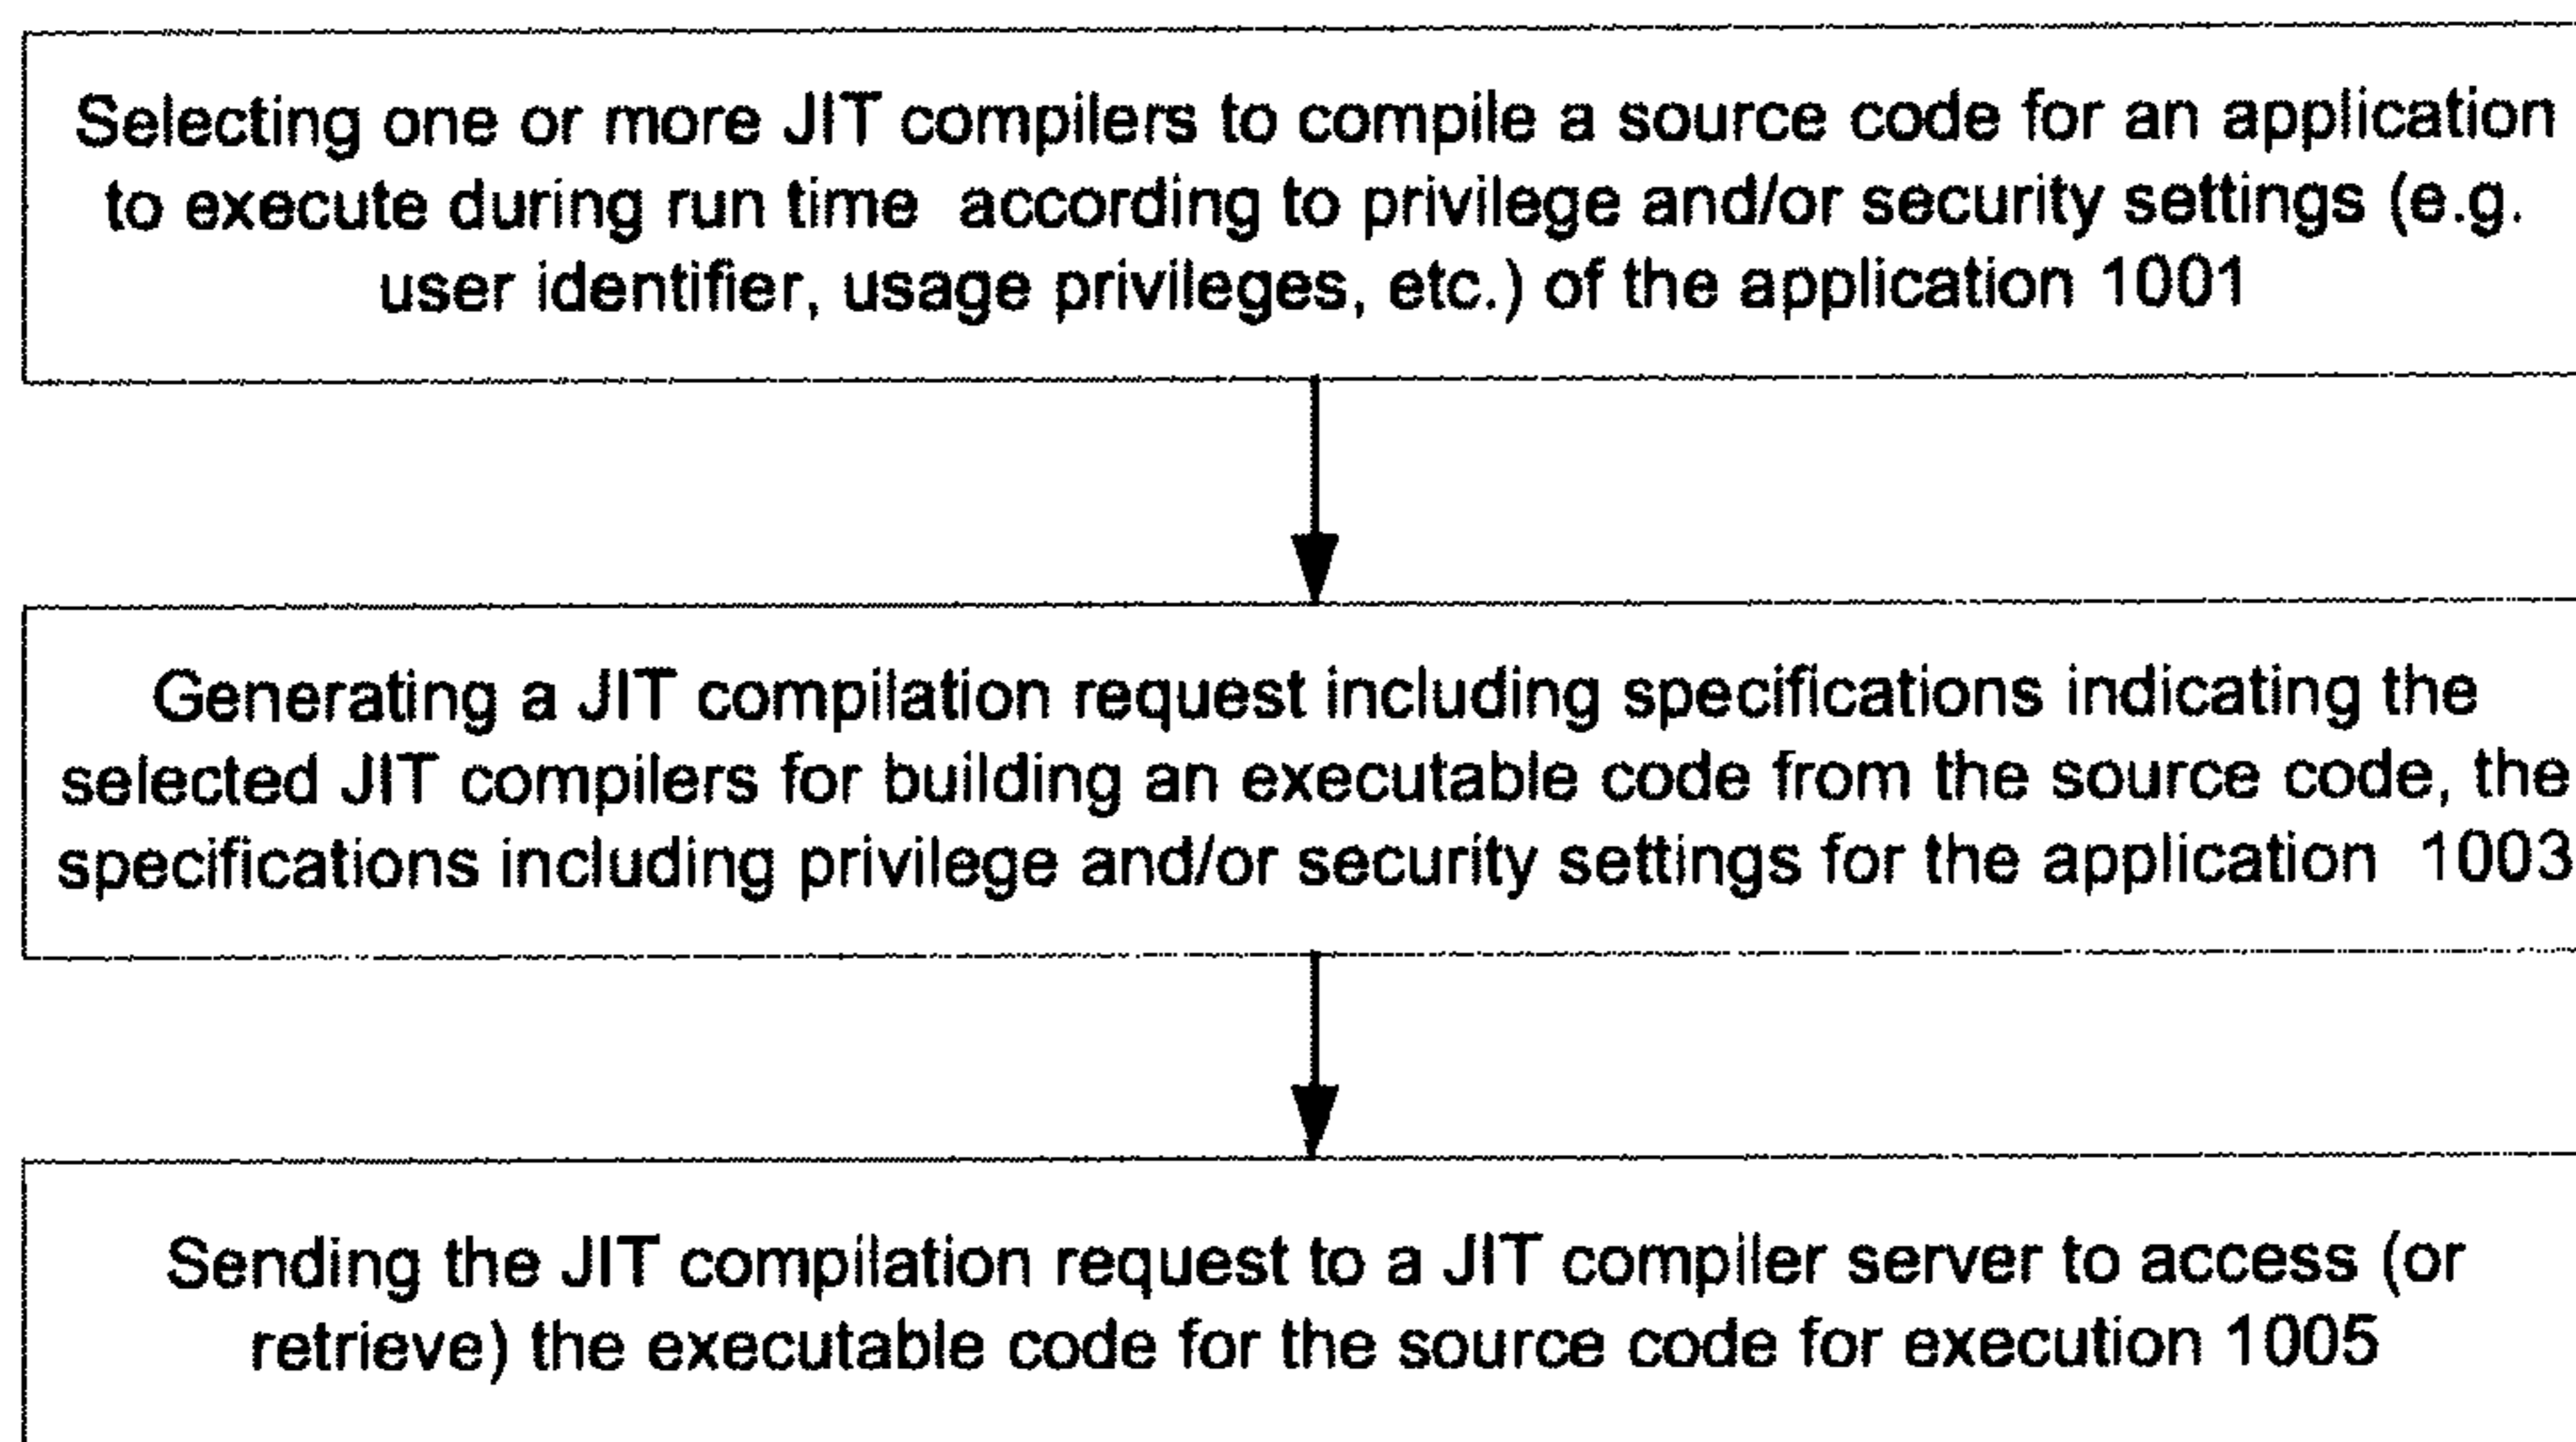 Selecting one or more JIT compilers to compile a source code for an application
to execute during run time according to privilege and/or security settings (e.g.
user identifier, usage privileges, etc.) of the application 1001
Generating a JIT compilation request including specifications indicating the
selected JIT compilers for building an executable code from the source code, the
specifications including privilege and/or security settings for the application 1003
Sending the JIT compilation request to a JIT compiler server to access (or
retrieve) the executable code for the source code for execution 1005